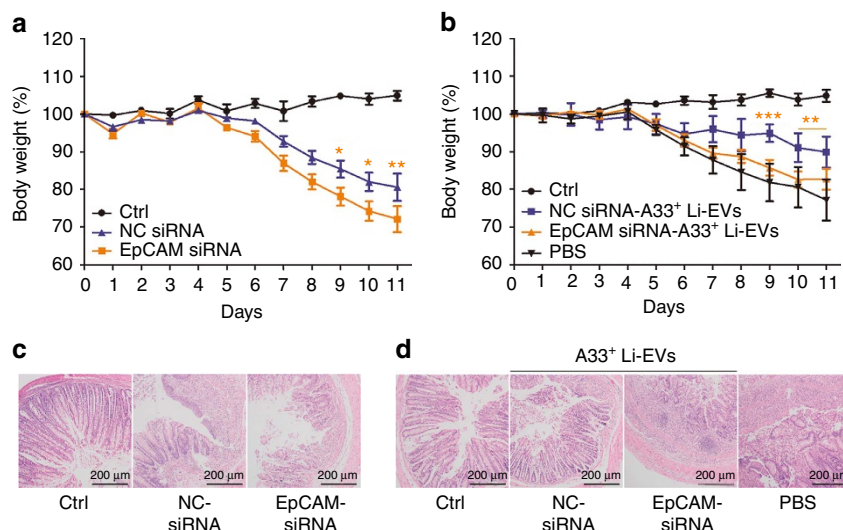 a
120
110
100
90
80
70
60
Body weight (%)
* * **
Ctrl
NC siRNA
EpCAM siRNA
0 1 2 3 4 5 6 7 8 9 10 11
Days
b
120
110
100
90
80
70
60
Body weight (%)
*** **
Ctrl
NC siRNA-A33⁺ Li-EVs
EpCAM siRNA-A33⁺ Li-EVs
PBS
0 1 2 3 4 5 6 7 8 9 10 11
Days
c
200 µm 200 µm 200 µm
Ctrl NC- EpCAM-
siRNA siRNA
d
A33⁺ Li-EVs
200 µm 200 µm 200 µm 200 µm
Ctrl NC- EpCAM- PBS
siRNA siRNA